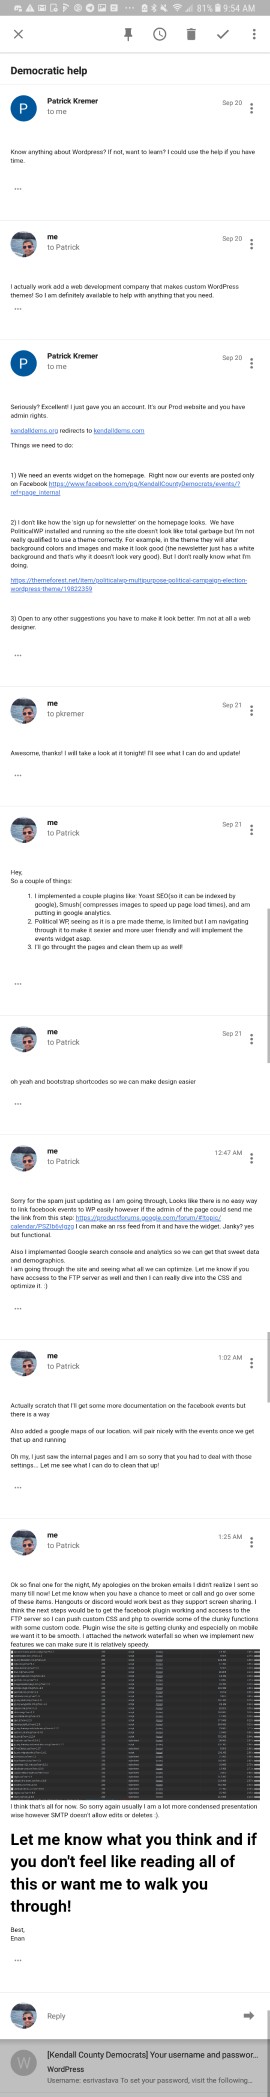 81% 9:54 AM
Democratic help
P
Patrick Kremer
to me
Sep 20
Know anything about Wordpress? If not, want to learn? I could use the help if you have
time.
...
me
to Patrick
Sep 20
I actually work add a web development company that makes custom WordPress
themes! So I am definitely available to help with anything that you need.
...
P
Patrick Kremer
to me
Sep 20
Seriously? Excellent! I just gave you an account. It's our Prod website and you have
admin rights.
kendalldems.org redirects to kendalldems.com
Things we need to do:
1) We need an events widget on the homepage. Right now our events are posted only
on Facebook https://www.facebook.com/pg/KendallCountyDemocrats/events/?
ref=page_internal
2) I don't like how the 'sign up for newsletter' on the homepage looks. We have
PoliticalWP installed and running so the site doesn't look like total garbage but I'm not
really qualified to use a theme correctly. For example, in the theme they will alter
background colors and images and make it look good (the newsletter just has a white
background and that's why it doesn't look very good). But I don't really know what I'm
doing.
https://themeforest.net/item/politicalwp-multipurpose-political-campaign-election-
wordpress-theme/19822359
3) Open to any other suggestions you have to make it look better. I'm not at all a web
designer.
...
me
to pkremer
Sep 21
Awesome, thanks! I will take a look at it tonight! I'll see what I can do and update!
...
me
to Patrick
Sep 21
Hey,
So a couple of things:
1. I implemented a couple plugins like: Yoast SEO(so it can be indexed by
google), Smush( compresses images to speed up page load times), and am
putting in google analytics.
2. Political WP, seeing as it is a pre made theme, is limited but I am navigating
through it to make it sexier and more user friendly and will implement the
events widget asap.
3. I'll go throught the pages and clean them up as well!
...
me
to Patrick
Sep 21
oh yeah and bootstrap shortcodes so we can make design easier
...
me
to Patrick
12:47 AM
Sorry for the spam just updating as I am going through, Looks like there is no easy way
to link facebook events to WP easily however if the admin of the page could send me
the link from this step: https://productforums.google.com/forum/#!topic/
I can make an rss feed from it and have the widget. Janky? yes
but functional.
Also I implemented Google search console and analytics so we can get that sweet data
and demographics.
I am going through the site and seeing what all we can optimize. Let me know if you
have accsess to the FTP server as well and then I can really dive into the CSS and
optimize it. :)
...
me
to Patrick
1:02 AM
Actually scratch that I'll get some more documentation on the facebook events but
there is a way
Also added a google maps of our location. will pair nicely with the events once we get
that up and running
Oh my, i just saw the internal pages and I am so sorry that you had to deal with those
settings... Let me see what I can do to clean that up!
...
me
to Patrick
1:25 AM
Ok so final one for the night, My apologies on the broken emails I didn't realize I sent so
many till now! Let me know when you have a chance to meet or call and go over some
of these items. Hangouts or discord would work best as they support screen sharing. I
think the next steps would be to get the facebook plugin working and access to the
FTP server so I can push custom CSS and php to override some of the clunky functions
with some custom code. Plugin wise the site is getting clunky and especially on mobile
we want it to be smooth. I attached the network waterfall so when we implement new
features we can make sure it is relatively speedy.
I think that's all for now. So sorry again usually I am a lot more condensed presentation
wise however SMTP doesn't allow edits or deletes :).
Let me know what you think and if
you don't feel like reading all of
this or want me to walk you
through!
Best,
Enan
...
Reply
W
[Kendall County Democrats] Your username and passwor...
WordPress
Username: esrivastava To set your password, visit the following...